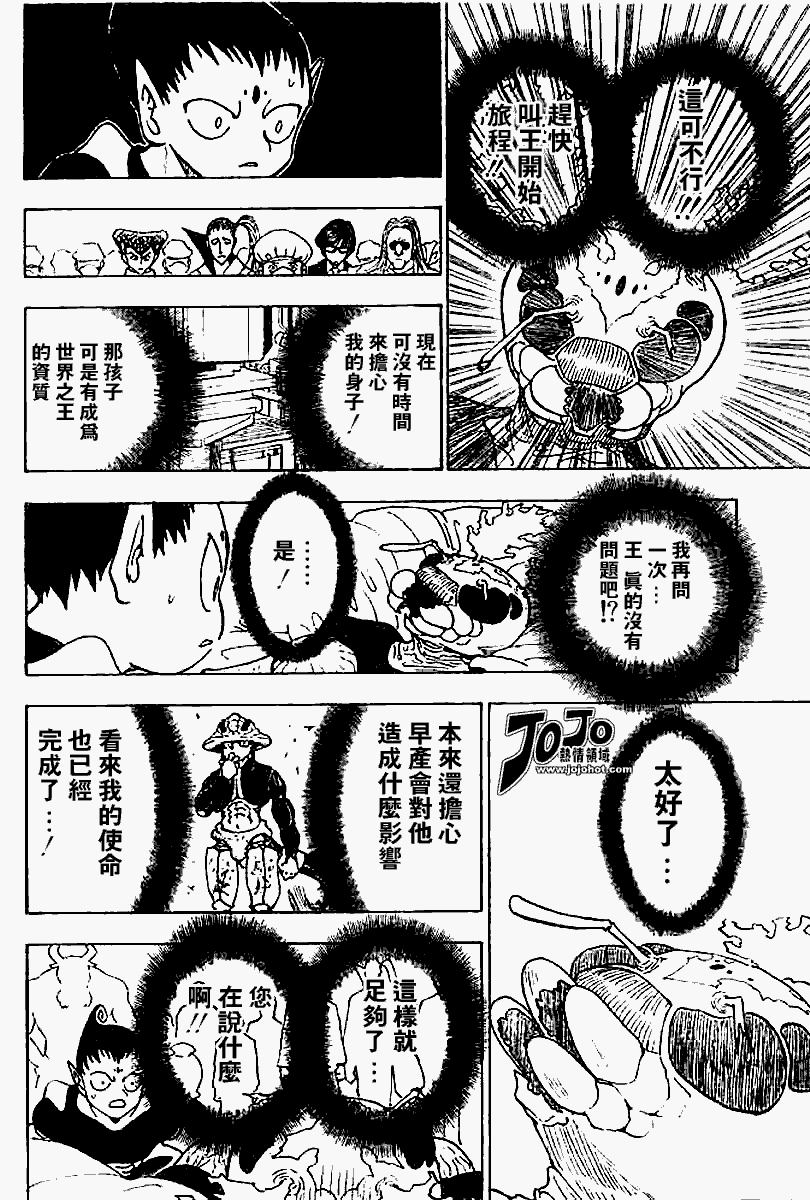 這可不行!!!
趕快
叫王開始
旅程!!
現在
可沒有時間
來擔心
我的身子!
那孩子
可是有成爲
世界之王
的資質
我再問
一次…
王 眞的沒有
問題吧!?
……
是!
JOJO
熱情領域
www.jojohot.com
太好了…
本來還擔心
早產會對他
造成什麼影響
看來我的使命
也已經
完成了…!
這樣就
足夠了…
您
在說什麼
啊!!